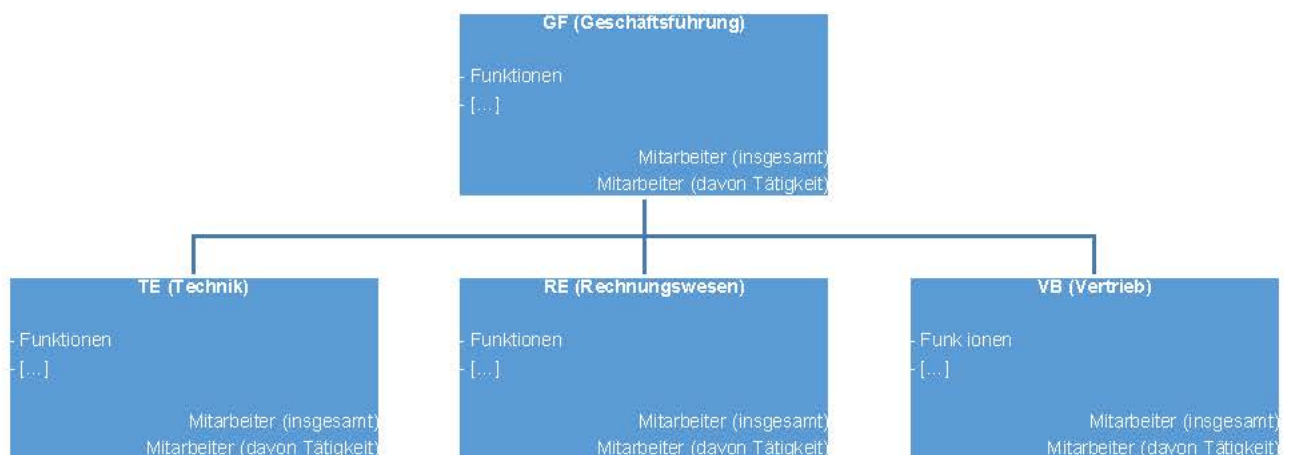 GF (Geschäftsführung)
- Funktionen
- [...]
Mitarbeiter (insgesamt)
Mitarbeiter (davon Tätigkeit)
TE (Technik)
- Funktionen
- [...]
Mitarbeiter (insgesamt)
Mitarbeiter (davon Tätigkeit)
RE (Rechnungswesen)
- Funktionen
- [...]
Mitarbeiter (insgesamt)
Mitarbeiter (davon Tätigkeit)
VB (Vertrieb)
- Funk ionen
- [...]
Mitarbeiter (insgesamt)
Mitarbeiter (davon Tätigkeit)